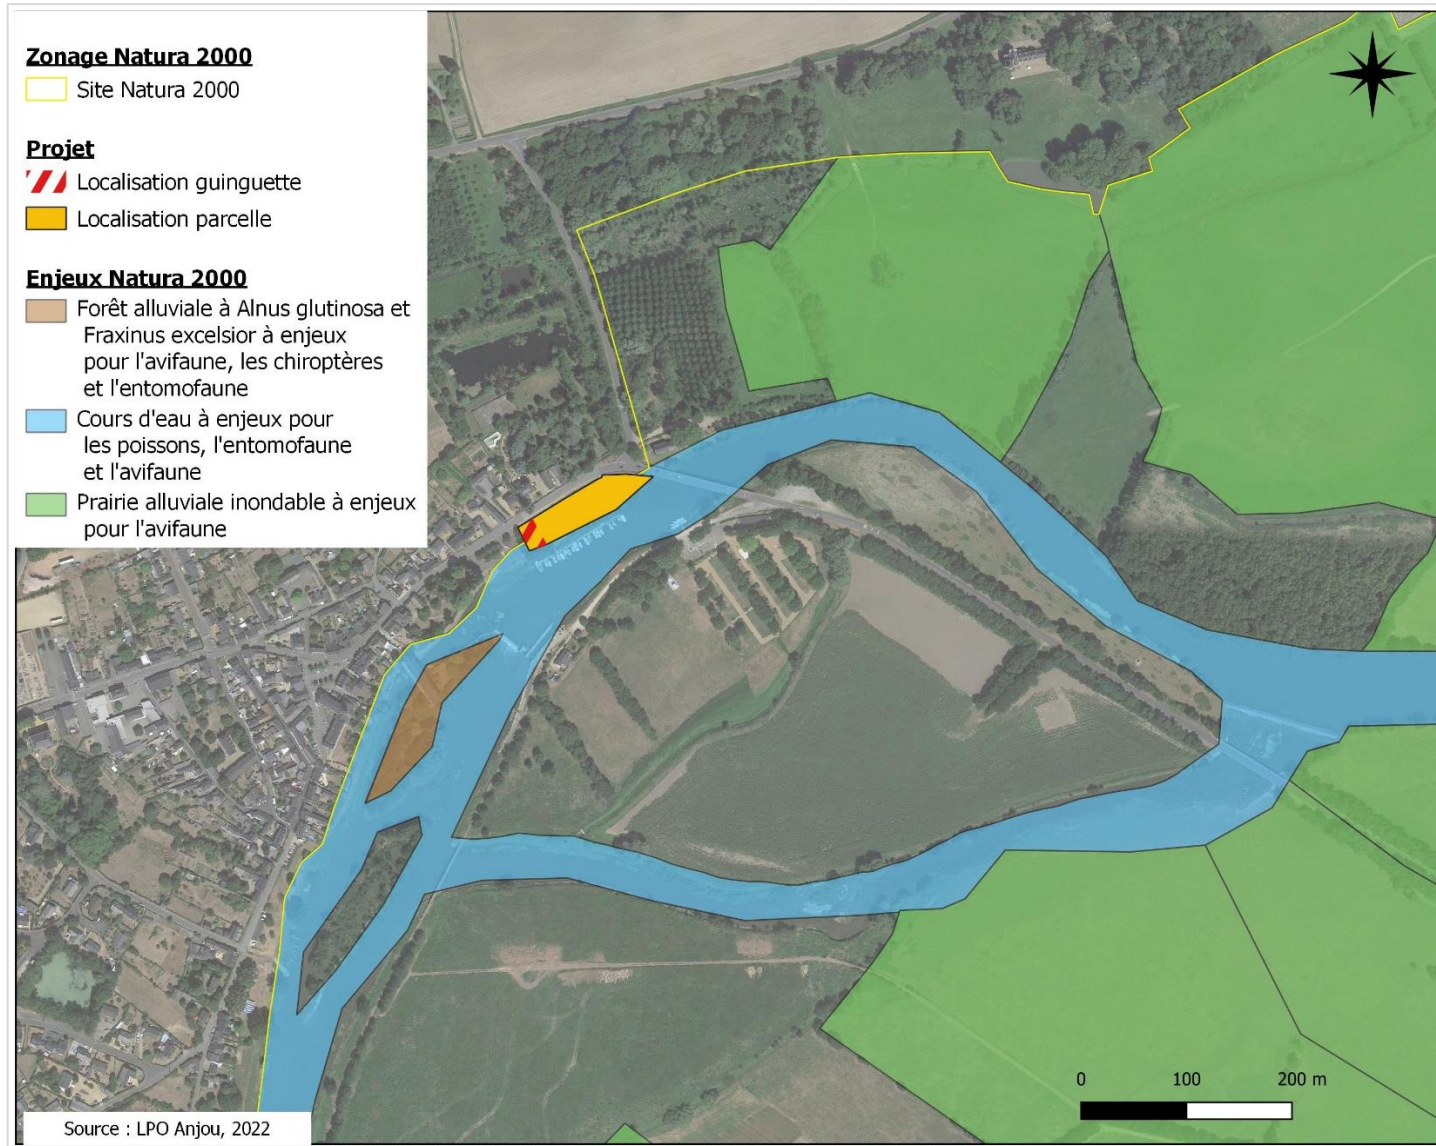 Zonage Natura 2000
Site Natura 2000
Projet
Localisation guinguette
Localisation parcelle
Enjeux Natura 2000
Forêt alluviale à Alnus glutinosa et
Fraxinus excelsior à enjeux
pour l'avifaune, les chiroptères
et l'entomofaune
Cours d'eau à enjeux pour
les poissons, l'entomofaune
et l'avifaune
Prairie alluviale inondable à enjeux
pour l'avifaune
0 100 200 m
Source : LPO Anjou, 2022